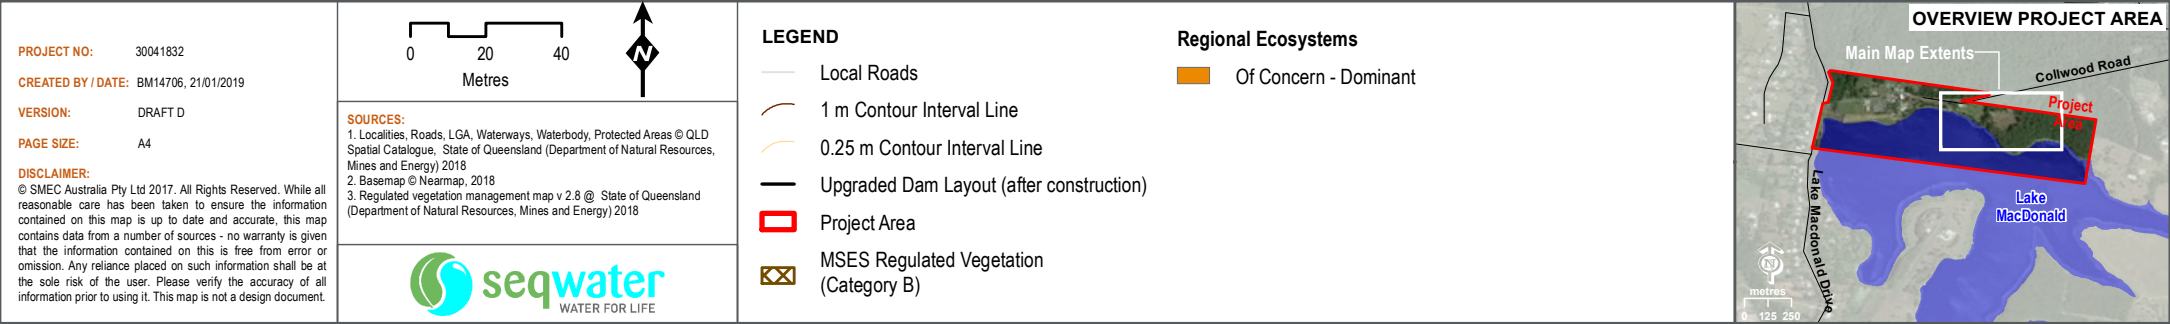 PROJECT NO: 30041832
CREATED BY / DATE: BM14706, 21/01/2019
VERSION: DRAFT D
PAGE SIZE: A4
DISCLAIMER:
© SMEC Australia Pty Ltd 2017. All Rights Reserved. While all
reasonable care has been taken to ensure the information
contained on this map is up to date and accurate, this map
contains data from a number of sources - no warranty is given
that the information contained on this is free from error or
omission. Any reliance placed on such information shall be at
the sole risk of the user. Please verify the accuracy of all
information prior to using it. This map is not a design document.
N
0 20 40
Metres
SOURCES:
1. Localities, Roads, LGA, Waterways, Waterbody, Protected Areas © QLD
Spatial Catalogue, State of Queensland (Department of Natural Resources,
Mines and Energy) 2018
2. Basemap © Nearmap, 2018
3. Regulated vegetation management map v 2.8 @ State of Queensland
(Department of Natural Resources, Mines and Energy) 2018
seqwater
WATER FOR LIFE
LEGEND
Local Roads
1 m Contour Interval Line
0.25 m Contour Interval Line
Upgraded Dam Layout (after construction)
Project Area
MSES Regulated Vegetation
(Category B)
Regional Ecosystems
Of Concern - Dominant
OVERVIEW PROJECT AREA
Main Map Extents
Collwood Road
Project
Area
Lake
MacDonald
Lake Macdonald Drive
N
metres
0 125 250